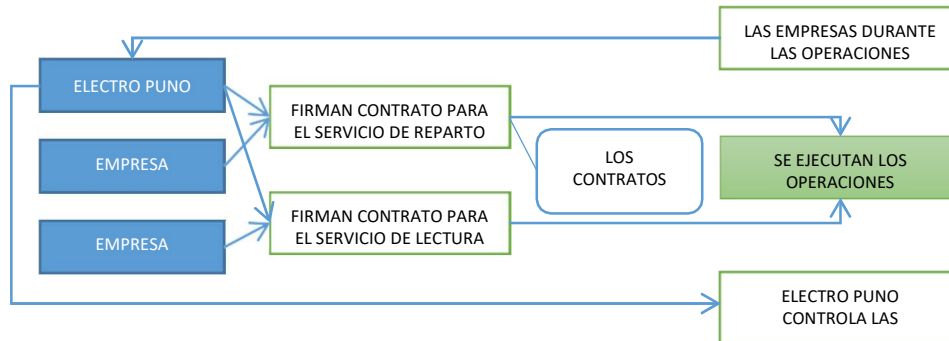 LAS EMPRESAS DURANTE
LAS OPERACIONES
ELECTRO PUNO
FIRMAN CONTRATO PARA
EL SERVICIO DE REPARTO
EMPRESA
LOS
CONTRATOS
SE EJECUTAN LOS
OPERACIONES
FIRMAN CONTRATO PARA
EL SERVICIO DE LECTURA
EMPRESA
ELECTRO PUNO
CONTROLA LAS